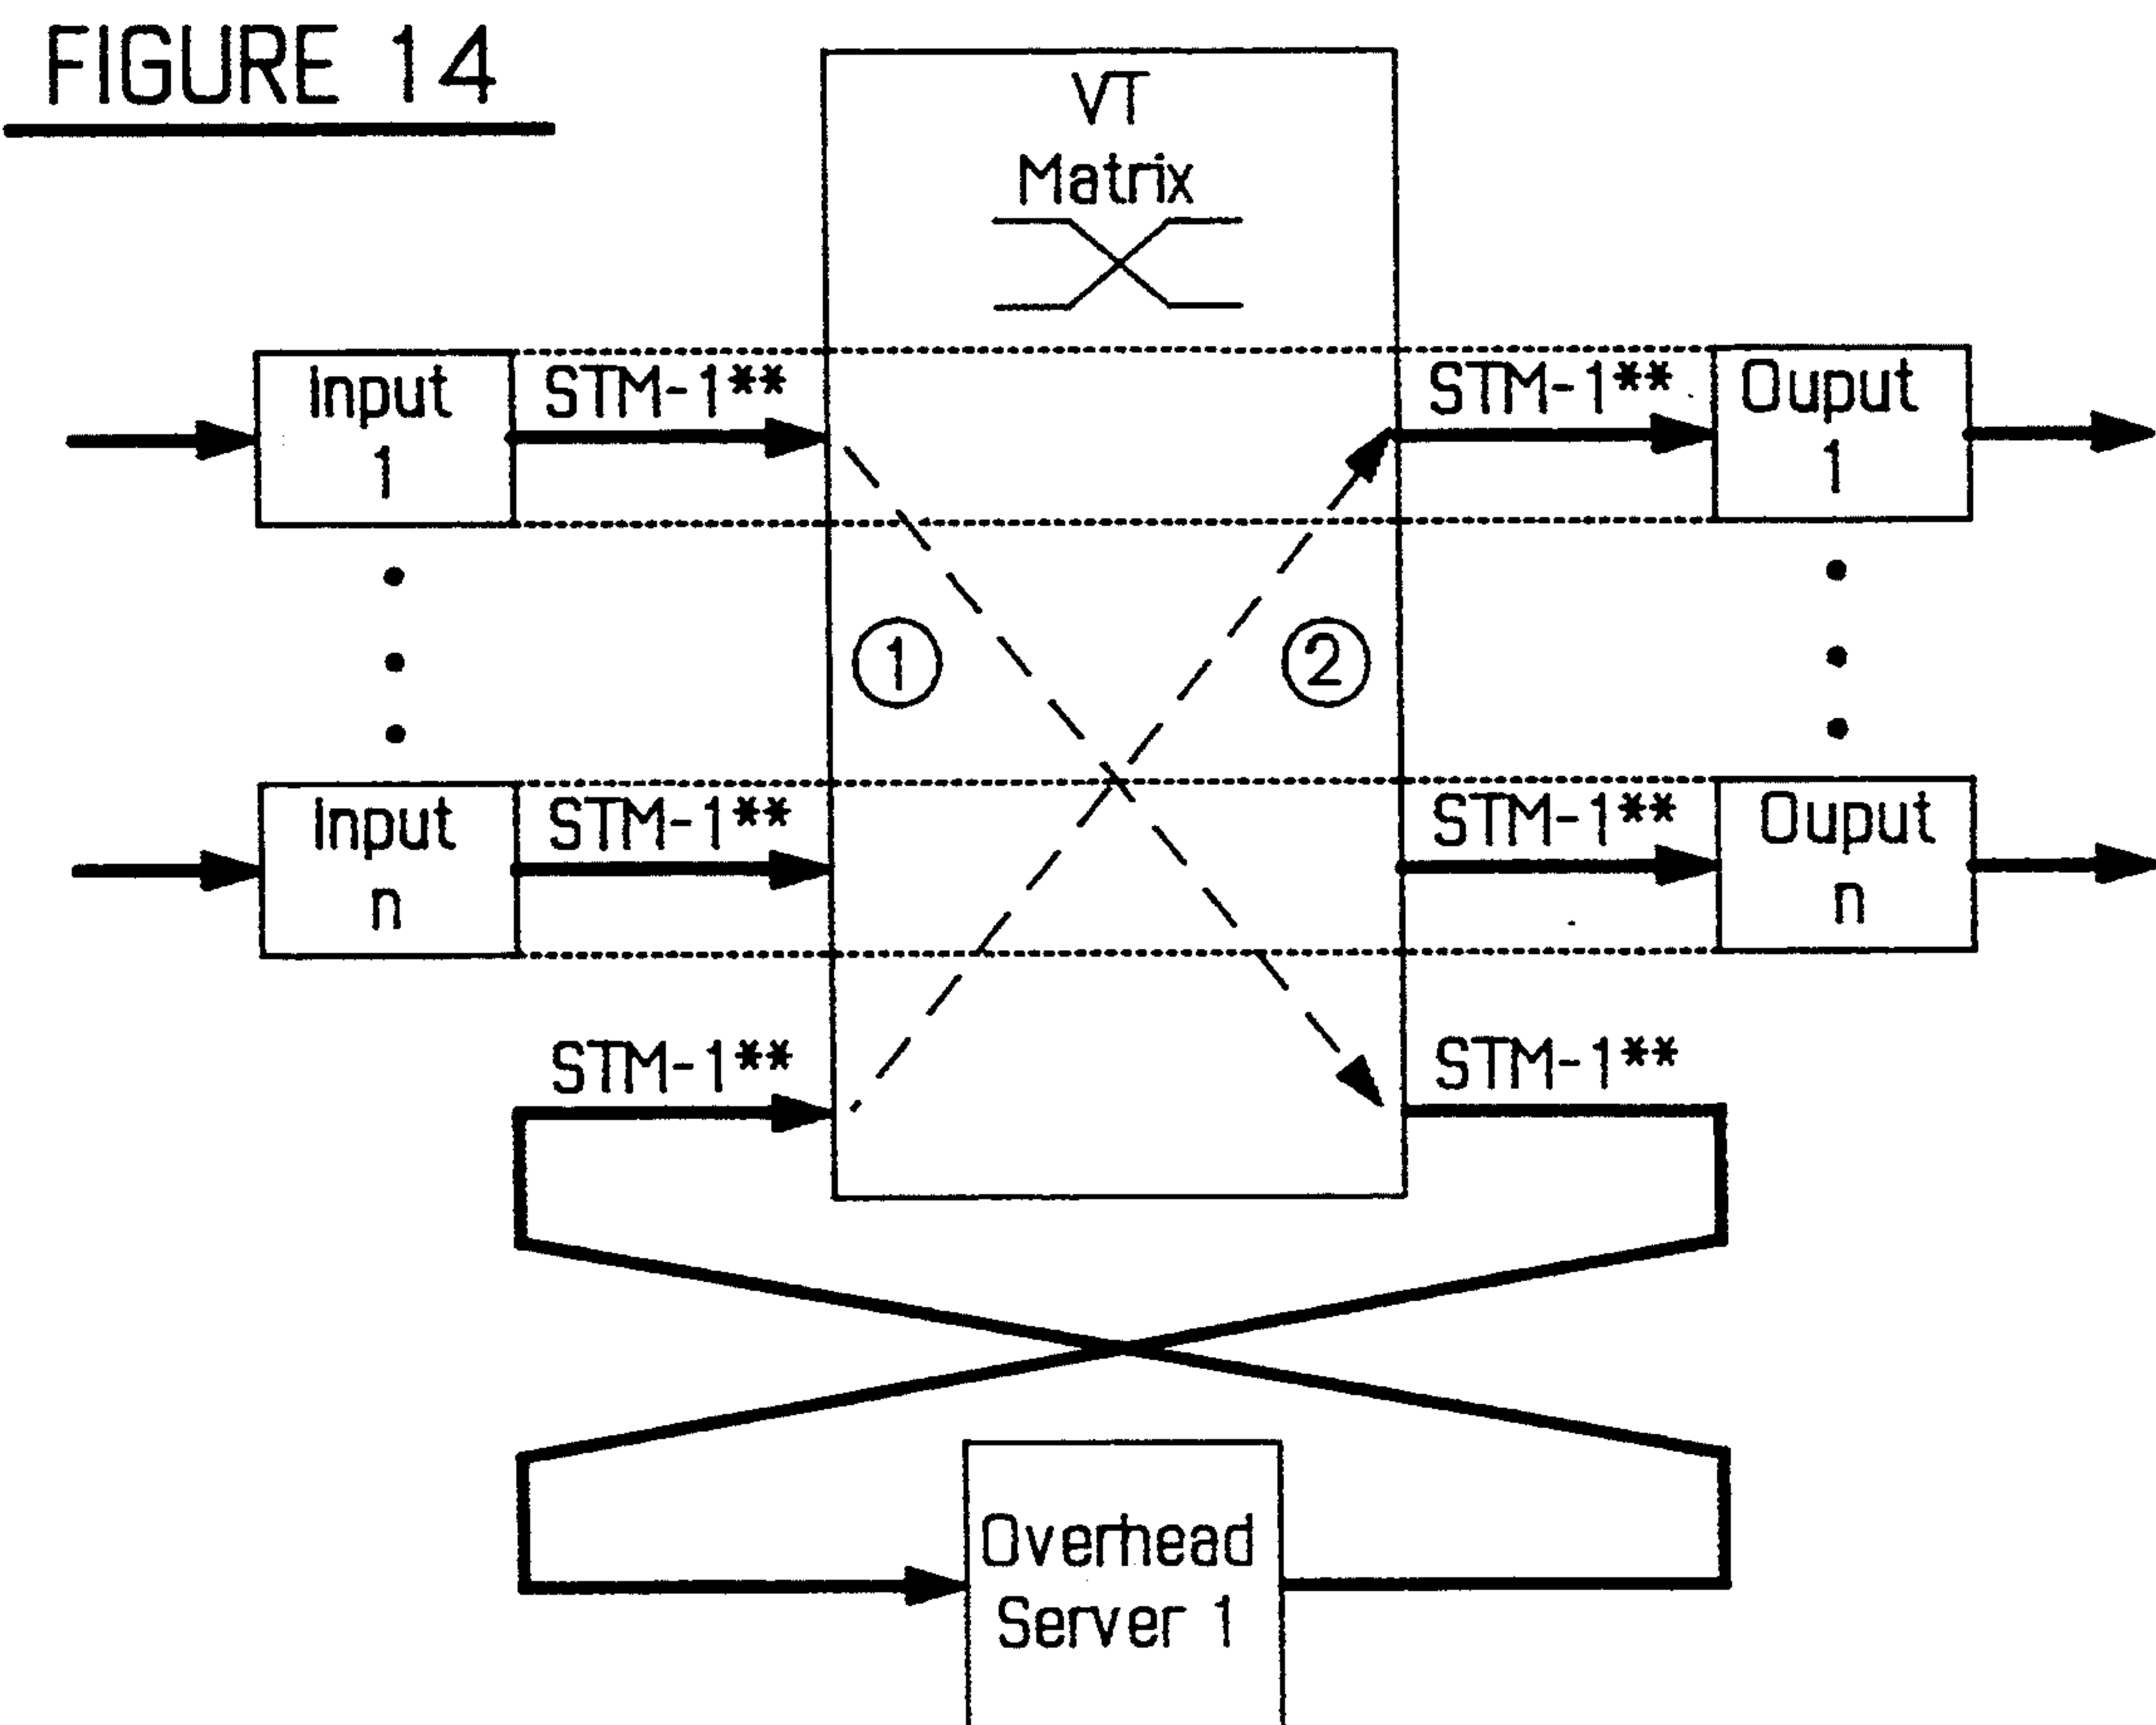 FIGURE 14
VT
Matrix
Input
1
STM-1**
STM-1**
Ouput
1
1
2
Input
n
STM-1**
STM-1**
Ouput
n
STM-1**
STM-1**
Overhead
Server 1